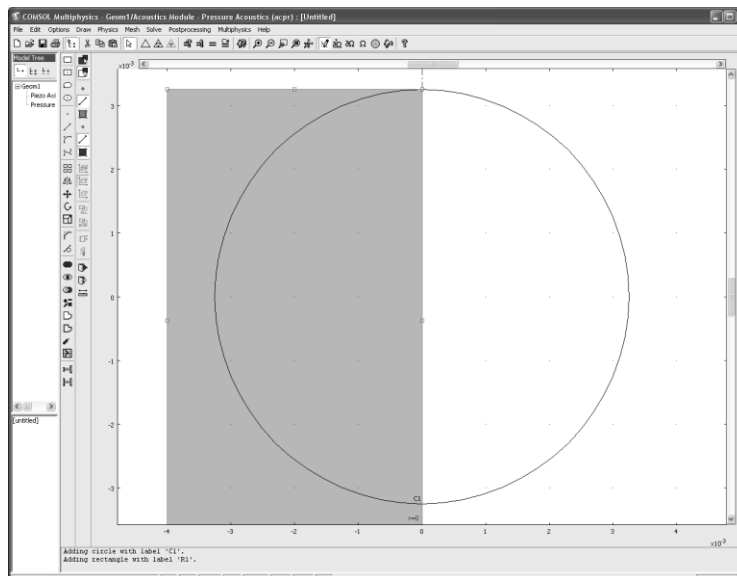 COMSOL Multiphysics - Geom1/Acoustics Module - Pressure Acoustics (acpr) : [Untitled]
File Edit Options Draw Physics Mesh Solve Postprocessing Multiphysics Help
Model Tree
×10⁻³
Geom1
Piezo Axi
Pressure
3
2
1
0
-1
-2
-3
[untitled]
C1
r=0
-4 -3 -2 -1 0 1 2 3 4
×10⁻³
Adding circle with label 'C1'.
Adding rectangle with label 'R1'.